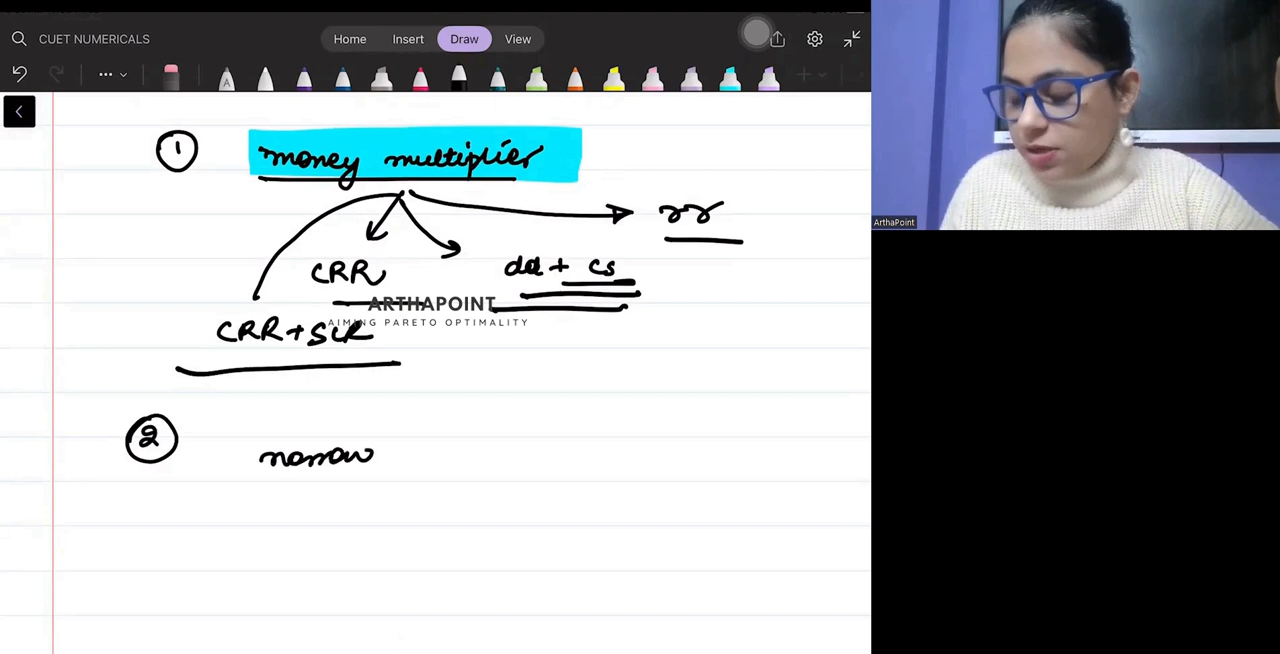 CUET NUMERICALS
Home Insert Draw View
① money multiplier
rr
CRR
dd + cs
ARTHAPOINT
AIMING PARETO OPTIMALITY
CRR + SLR
② narrow
ArthaPoint